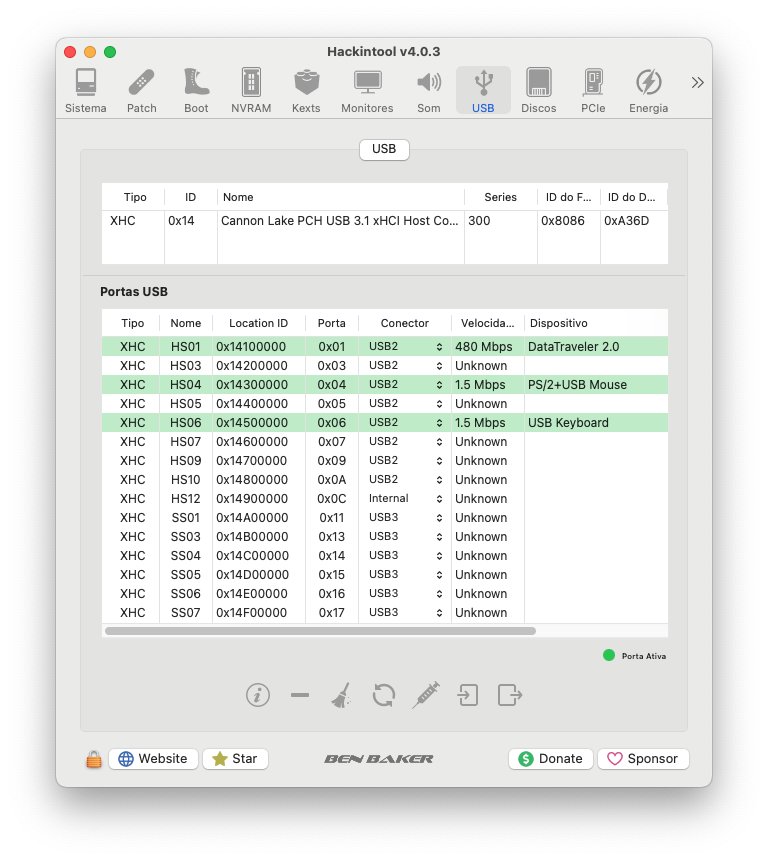 Hackintool v4.0.3
Sistema Patch Boot NVRAM Kexts Monitores Som USB Discos PCIe Energia
USB
Tipo ID Nome Series ID do F... ID do D...
XHC 0x14 Cannon Lake PCH USB 3.1 xHCI Host Co... 300 0x8086 0xA36D
Portas USB
Tipo Nome Location ID Porta Conector Velocida... Dispositivo
XHC HS01 0x14100000 0x01 USB2 480 Mbps DataTraveler 2.0
XHC HS03 0x14200000 0x03 USB2 Unknown
XHC HS04 0x14300000 0x04 USB2 1.5 Mbps PS/2+USB Mouse
XHC HS05 0x14400000 0x05 USB2 Unknown
XHC HS06 0x14500000 0x06 USB2 1.5 Mbps USB Keyboard
XHC HS07 0x14600000 0x07 USB2 Unknown
XHC HS09 0x14700000 0x09 USB2 Unknown
XHC HS10 0x14800000 0x0A USB2 Unknown
XHC HS12 0x14900000 0x0C Internal Unknown
XHC SS01 0x14A00000 0x11 USB3 Unknown
XHC SS03 0x14B00000 0x13 USB3 Unknown
XHC SS04 0x14C00000 0x14 USB3 Unknown
XHC SS05 0x14D00000 0x15 USB3 Unknown
XHC SS06 0x14E00000 0x16 USB3 Unknown
XHC SS07 0x14F00000 0x17 USB3 Unknown
Porta Ativa
Website Star BEN BAKER Donate Sponsor